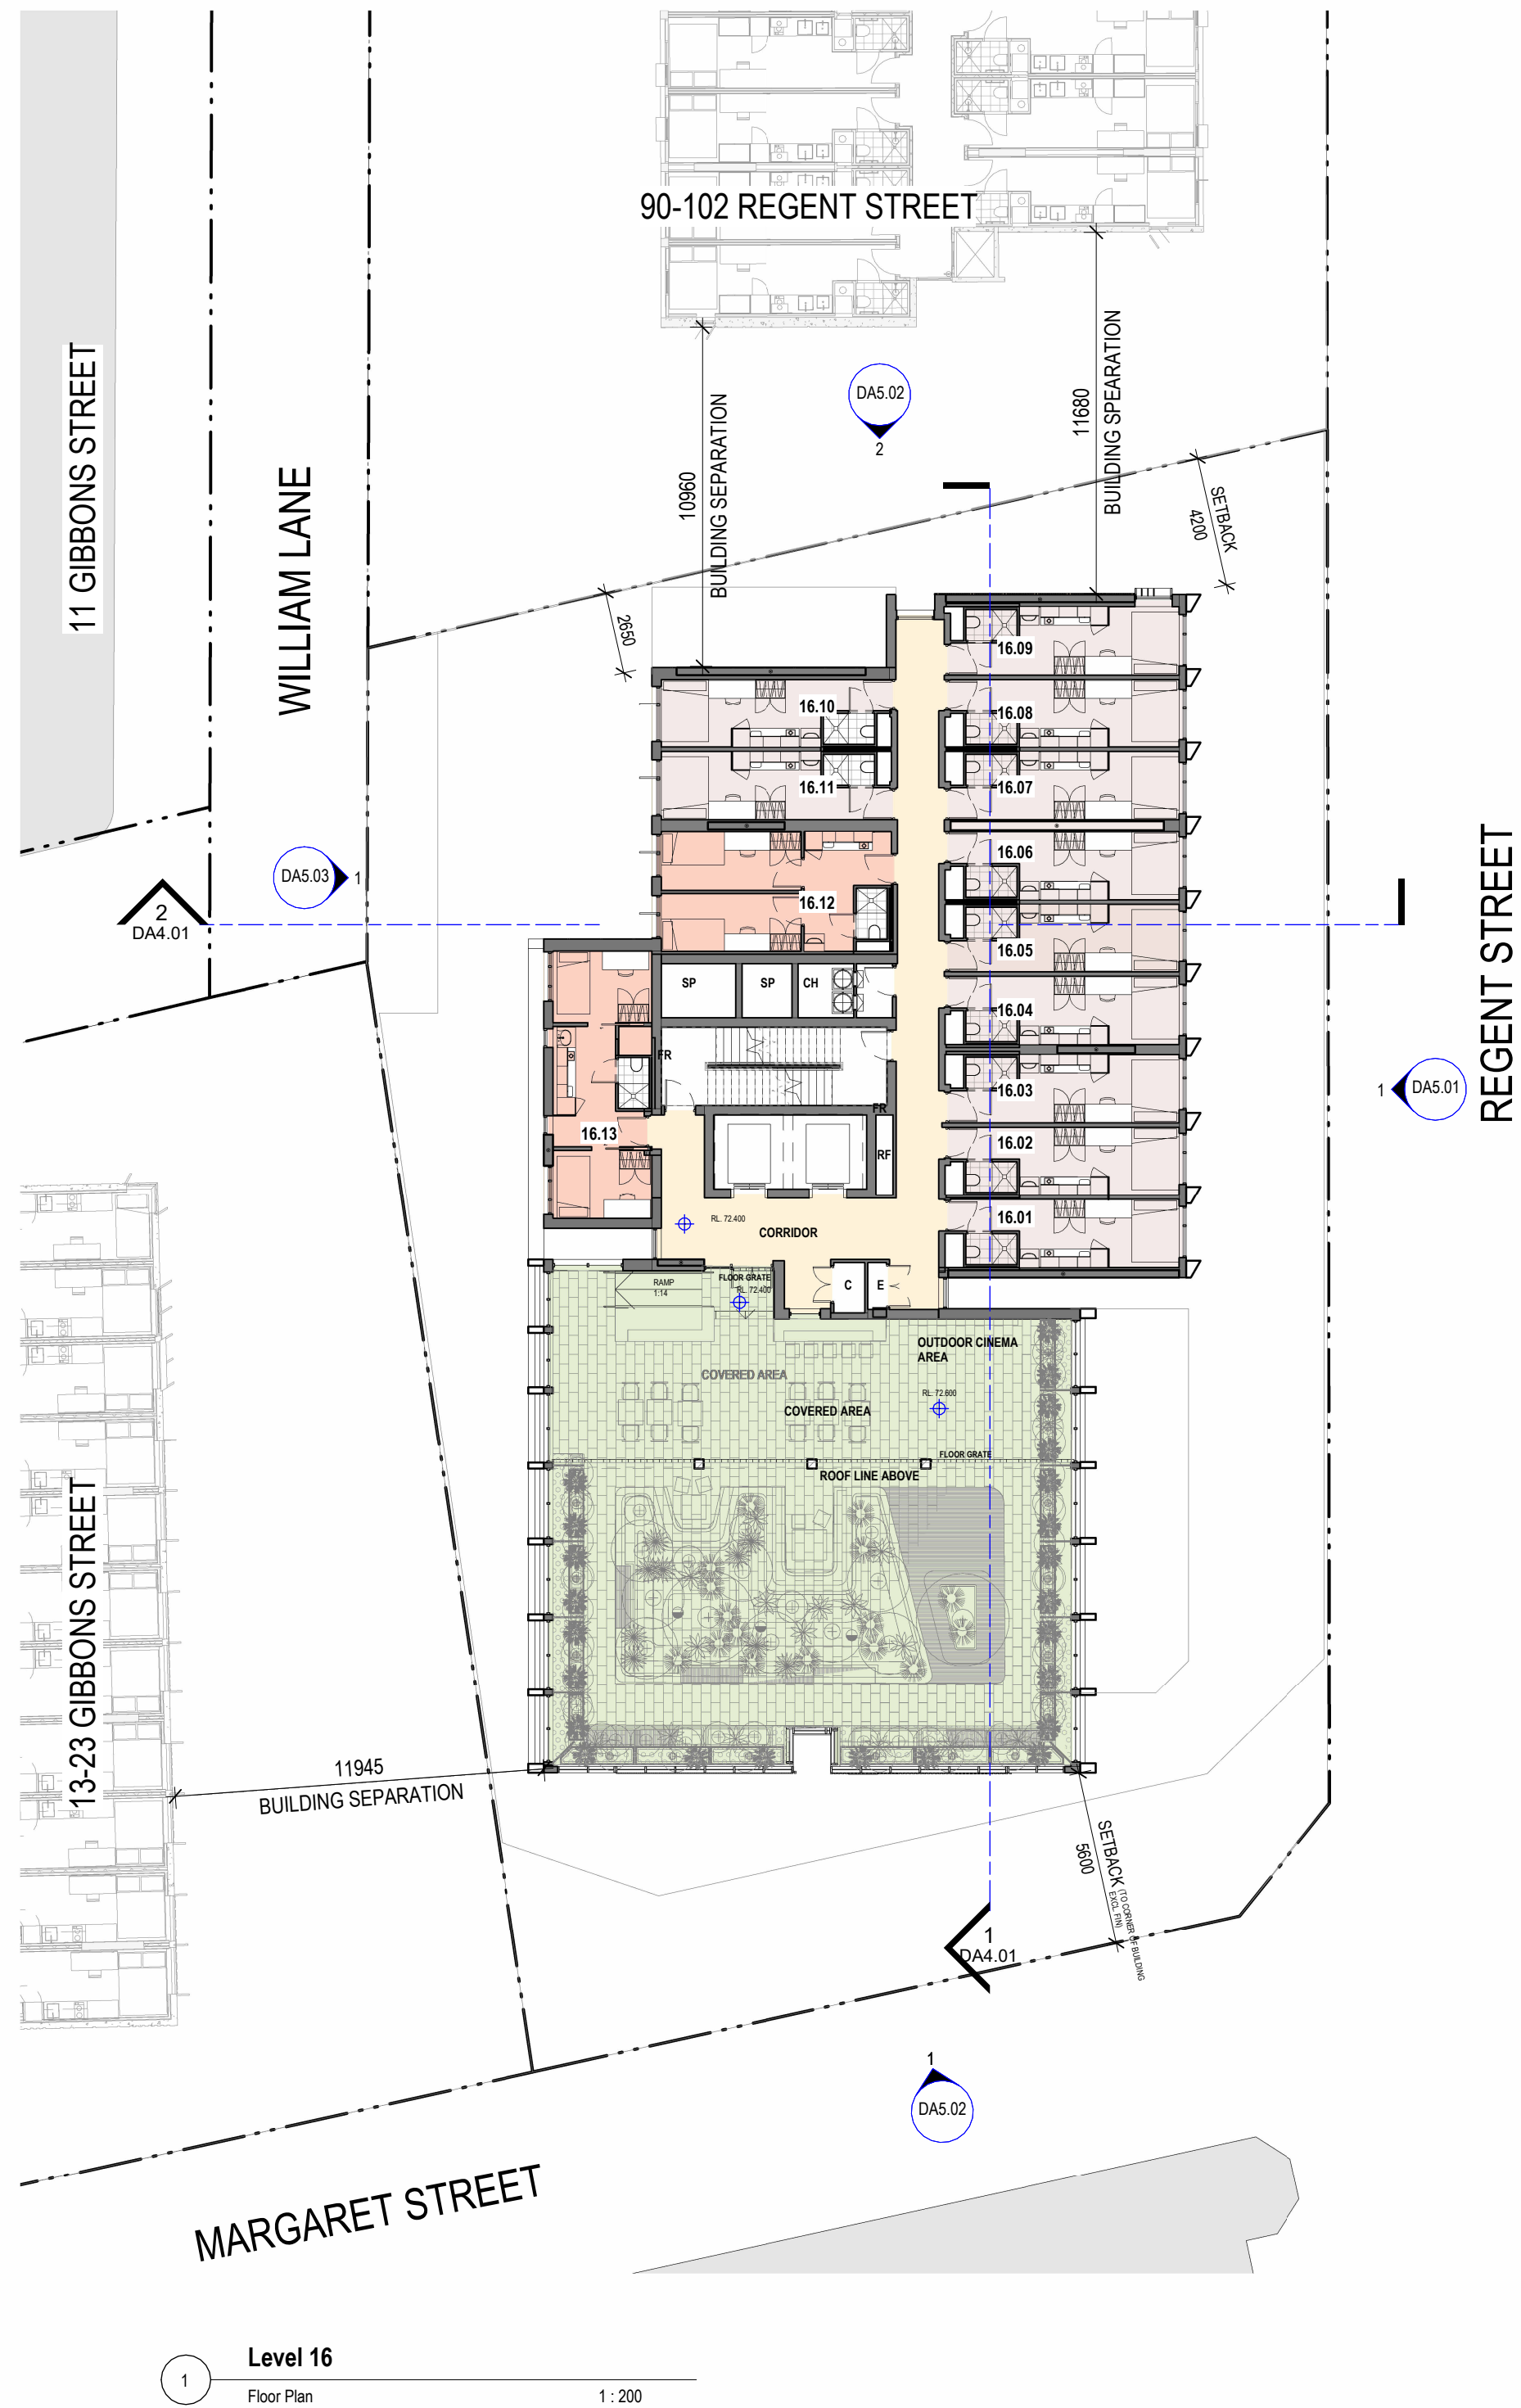 90-102 REGENT STREET
11 GIBBONS STREET
WILLIAM LANE
10960
BUILDING SEPARATION
DA5.02
2
11680
BUILDING SPEARATION
SETBACK
4200
2650
16.09
16.10
16.08
16.11
16.07
16.06
16.12
16.05
16.04
16.03
16.02
16.01
16.13
DA5.03
1
2
DA4.01
SP
SP
CH
FR
FR
RF
REGENT STREET
1
DA5.01
RL. 72.400
CORRIDOR
RAMP
1:14
FLOOR GRATE
RL. 72.400
C
E
OUTDOOR CINEMA
AREA
COVERED AREA
RL. 72.600
COVERED AREA
FLOOR GRATE
ROOF LINE ABOVE
13-23 GIBBONS STREET
11945
BUILDING SEPARATION
SETBACK
(TO CORNER OF BUILDING
EXCL. FIN)
5600
1
DA4.01
1
DA5.02
MARGARET STREET
1
Level 16
Floor Plan
1 : 200